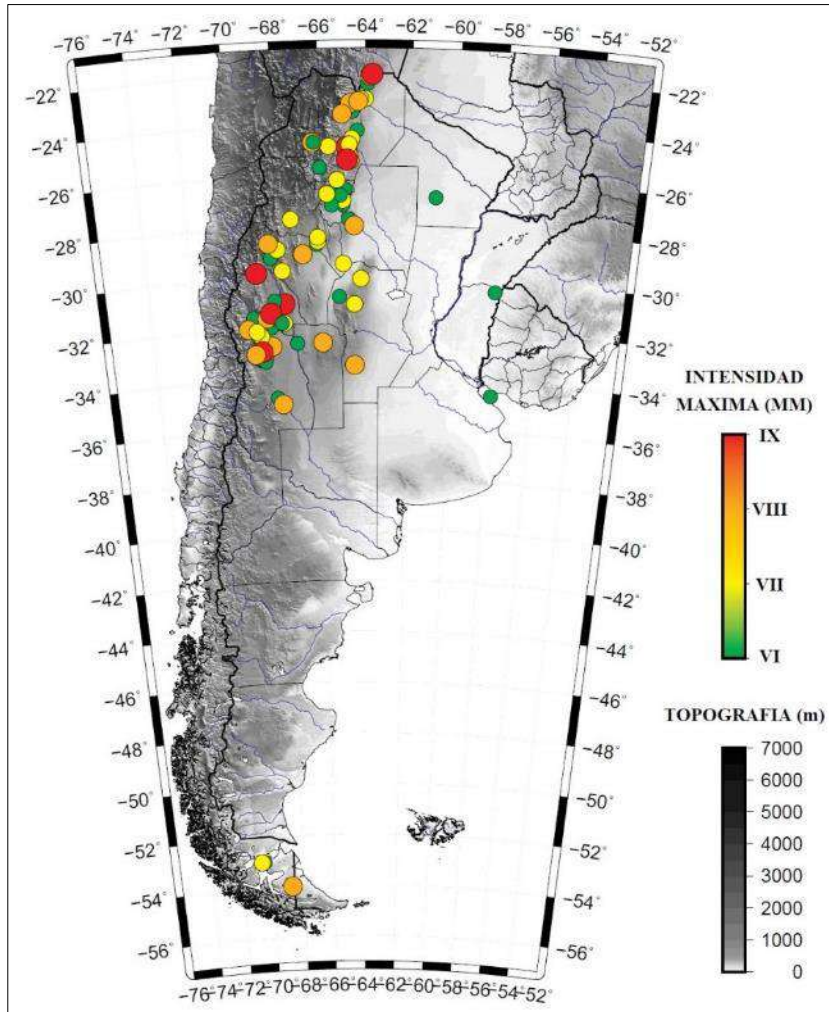 −76° −74° −72° −70° −68° −66° −64° −62° −60° −58° −56° −54° −52°
−22° −22°
−24° −24°
−26° −26°
−28° −28°
−30° −30°
−32° −32°
−34° −34°
−36° −36°
−38° −38°
−40° −40°
−42° −42°
−44° −44°
−46° −46°
−48° −48°
−50° −50°
−52° −52°
−54° −54°
−56° −56°
−76° −74° −72° −70° −68° −66° −64° −62° −60° −58° −56° −54° −52°
INTENSIDAD
MAXIMA (MM)
IX
VIII
VII
VI
TOPOGRAFIA (m)
7000
6000
5000
4000
3000
2000
1000
0